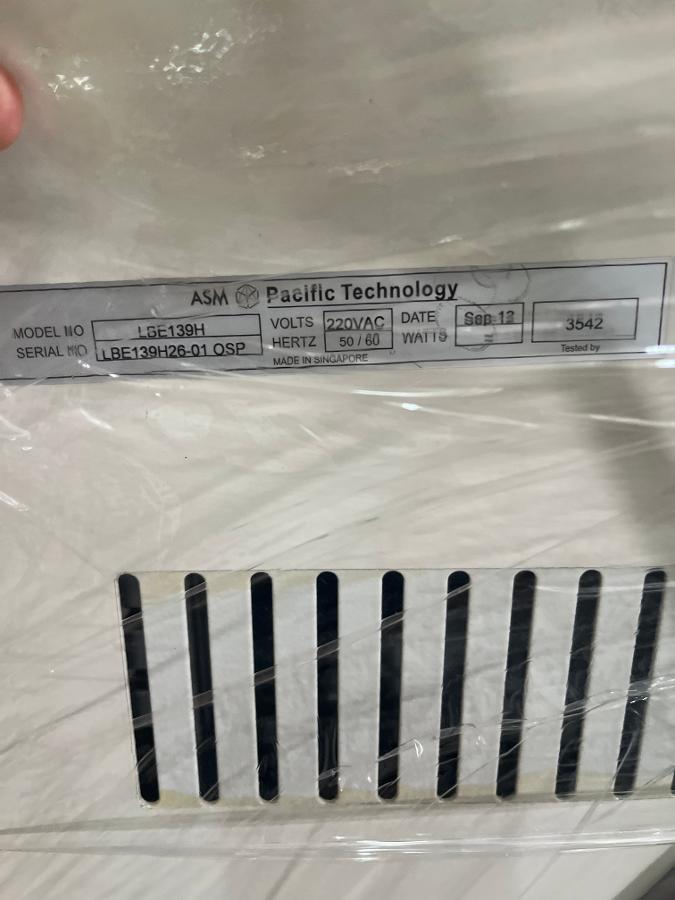 ASM Pacific Technology
MODEL NO LBE139H VOLTS 220VAC DATE Sep 12 3542
SERIAL NO LBE139H26-01 OSP HERTZ 50 / 60 WATTS
MADE IN SINGAPORE Tested by